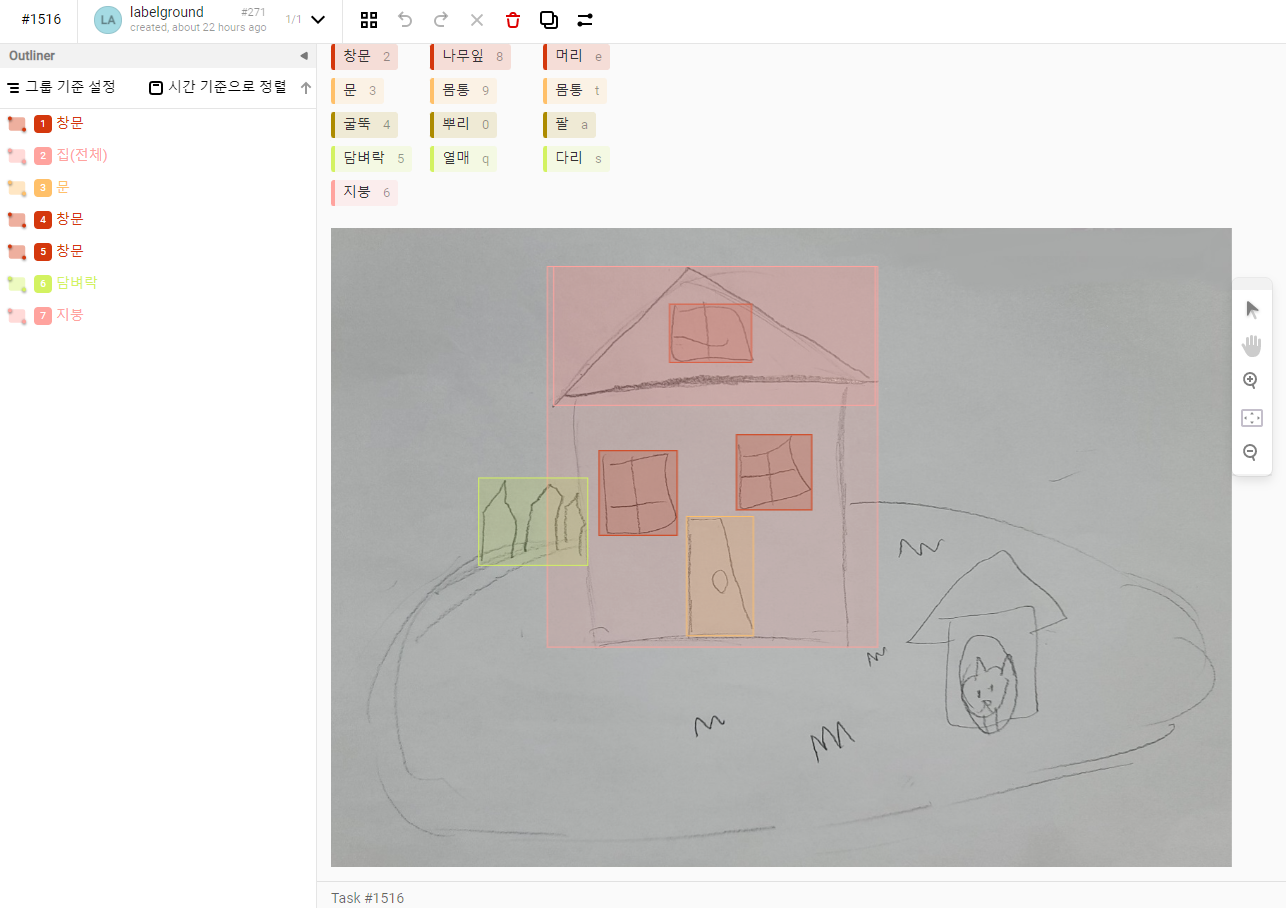 #1516
LA
labelground #271
created, about 22 hours ago
1/1
Outliner
그룹 기준 설정
시간 기준으로 정렬
1 창문
2 집(전체)
3 문
4 창문
5 창문
6 담벼락
7 지붕
창문 2 나무잎 8 머리 e
문 3 몸통 9 몸통 t
굴뚝 4 뿌리 0 팔 a
담벼락 5 열매 q 다리 s
지붕 6
Task #1516